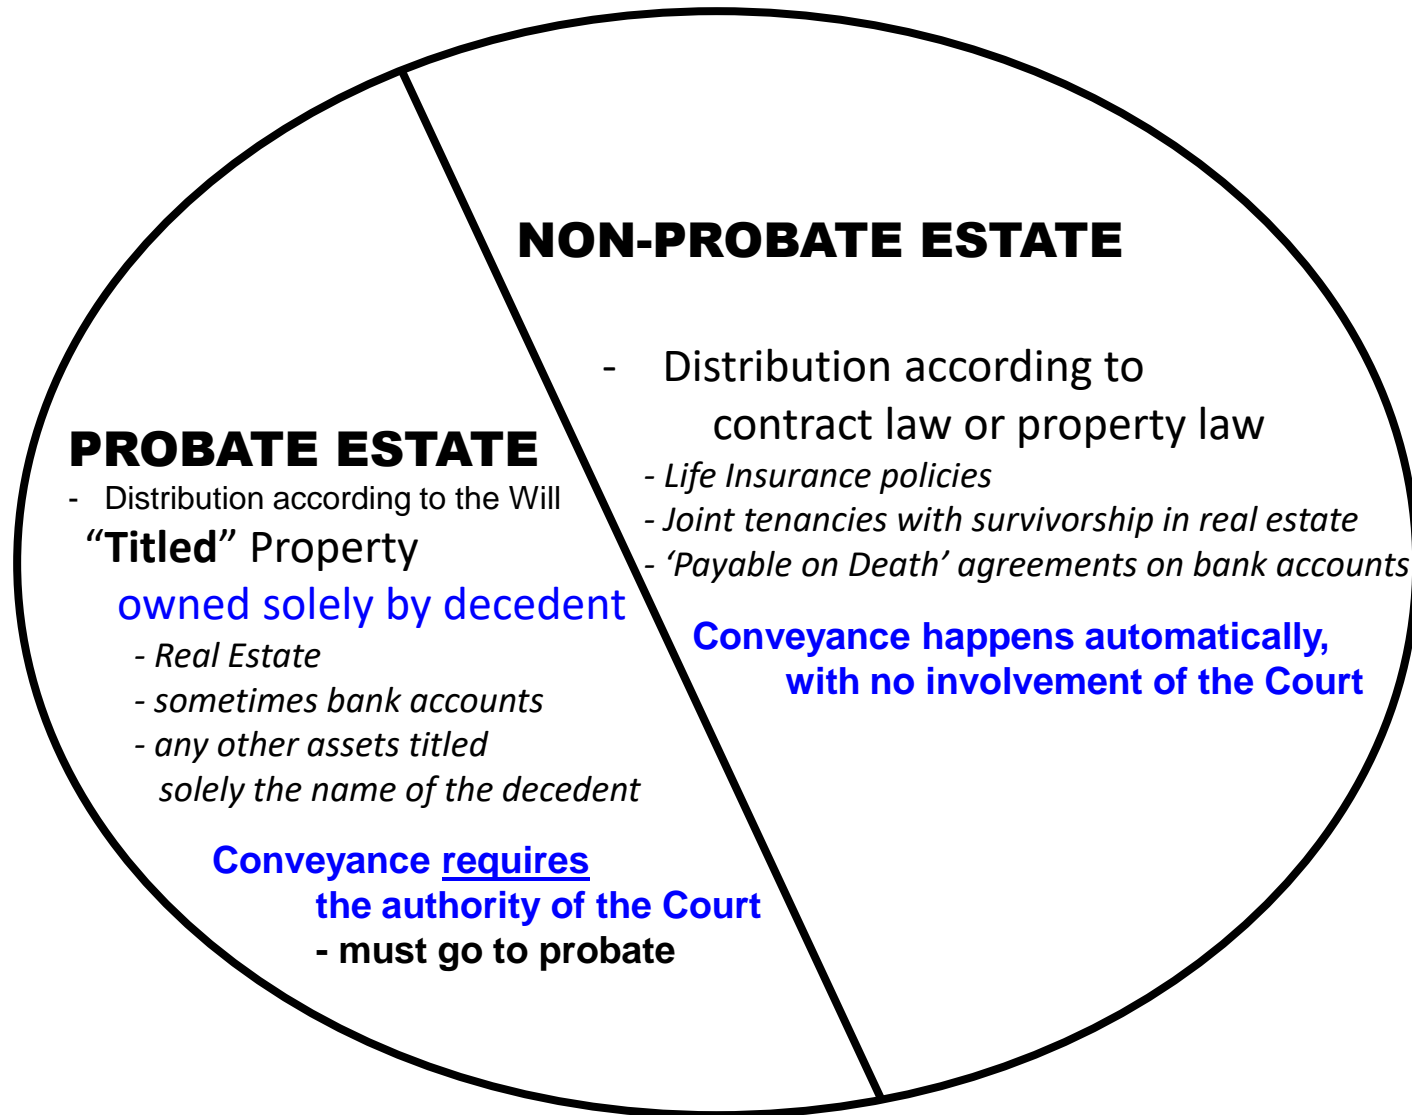 NON-PROBATE ESTATE
- Distribution according to
contract law or property law
- Life Insurance policies
- Joint tenancies with survivorship in real estate
- ‘Payable on Death’ agreements on bank accounts
Conveyance happens automatically,
with no involvement of the Court
PROBATE ESTATE
- Distribution according to the Will
“Titled” Property
owned solely by decedent
- Real Estate
- sometimes bank accounts
- any other assets titled
solely the name of the decedent
Conveyance requires
the authority of the Court
- must go to probate